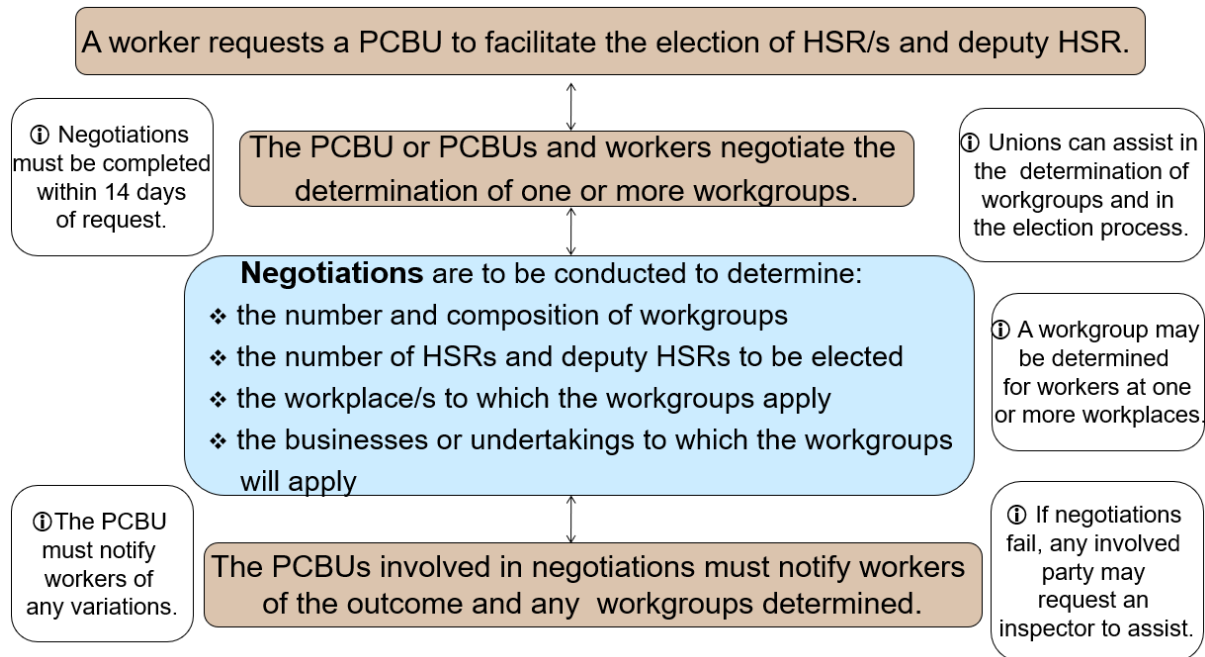 A worker requests a PCBU to facilitate the election of HSR/s and deputy HSR.
🛈 Negotiations
must be completed
within 14 days
of request.
The PCBU or PCBUs and workers negotiate the
determination of one or more workgroups.
🛈 Unions can assist in
the determination of
workgroups and in
the election process.
Negotiations are to be conducted to determine:
❖ the number and composition of workgroups
❖ the number of HSRs and deputy HSRs to be elected
❖ the workplace/s to which the workgroups apply
❖ the businesses or undertakings to which the workgroups
will apply
🛈 A workgroup may
be determined
for workers at one
or more workplaces.
🛈The PCBU
must notify
workers of
any variations.
The PCBUs involved in negotiations must notify workers
of the outcome and any workgroups determined.
🛈 If negotiations
fail, any involved
party may
request an
inspector to assist.